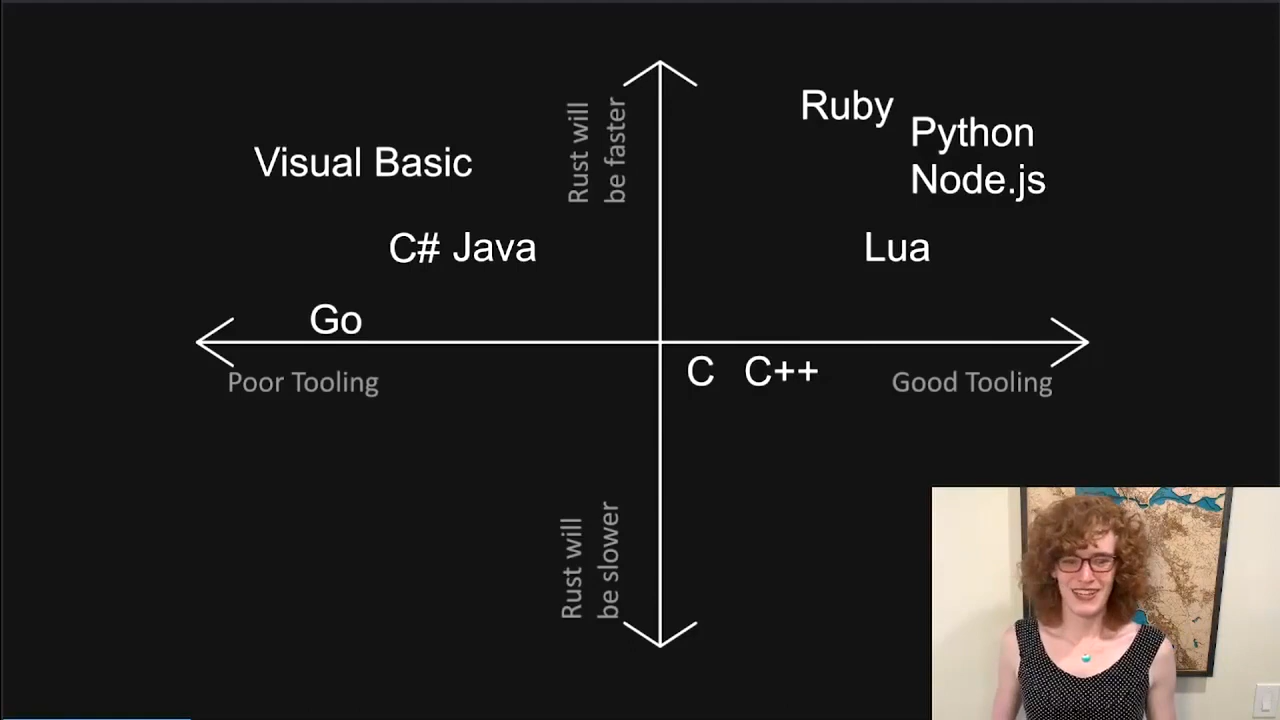 Ruby
Rust will
be faster
Python
Visual Basic
Node.js
C# Java
Lua
Go
C C++
Poor Tooling
Good Tooling
Rust will
be slower